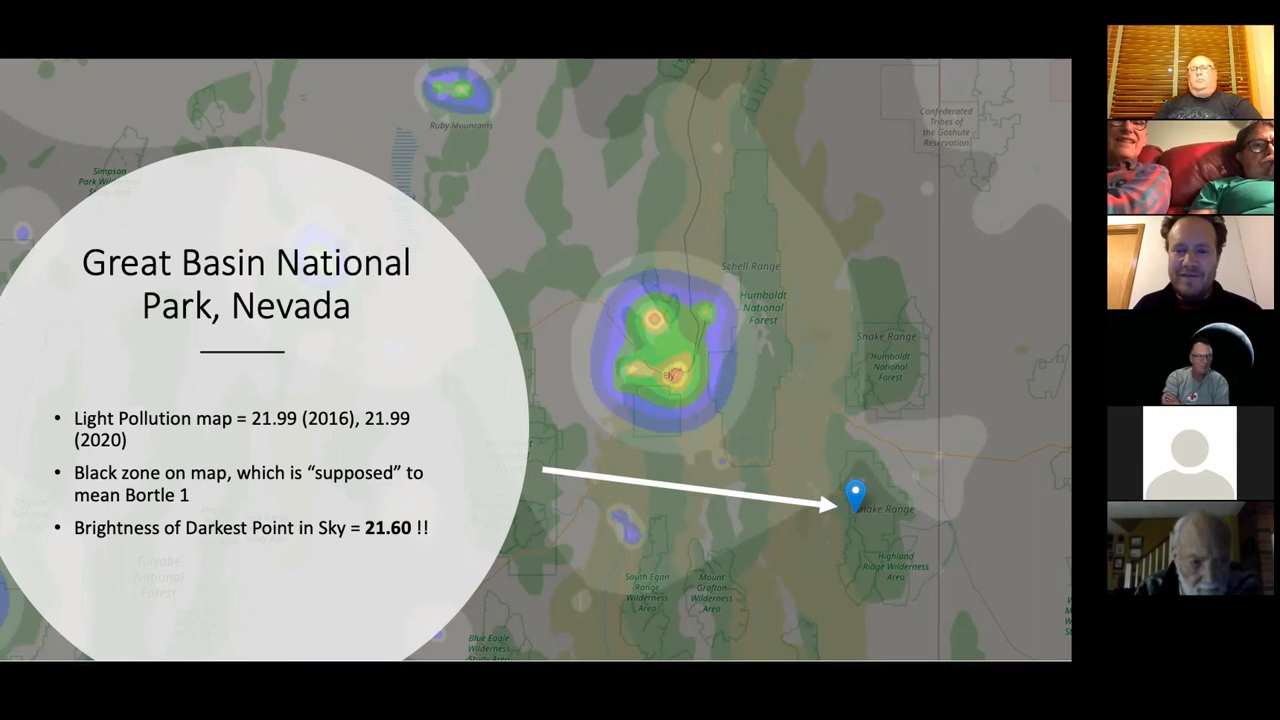 Great Basin National
Park, Nevada
• Light Pollution map = 21.99 (2016), 21.99
(2020)
• Black zone on map, which is “supposed” to
mean Bortle 1
• Brightness of Darkest Point in Sky = 21.60 !!
Ruby Mountains
Confederated
Tribes of
the Goshute
Reservation
Simpson
Schell Range
Humboldt
National
Forest
Snake Range
Humboldt
National
Forest
Ely
Snake Range
Highland
Ridge Wilderness
Area
South Egan
Range
Wilderness
Area
Mount
Grafton
Wilderness
Area
Toiyabe
National
Forest
Blue Eagle
Wilderness
Study Area